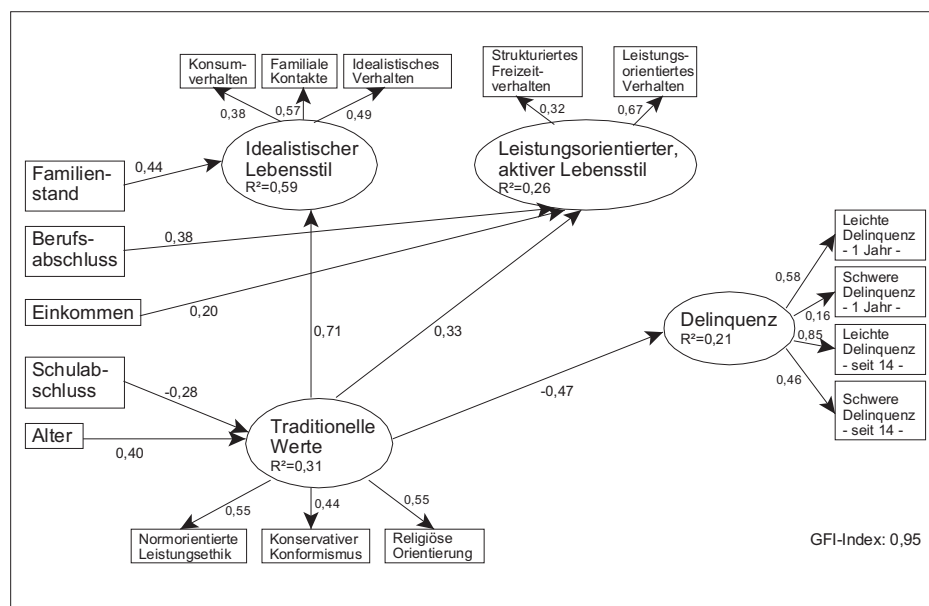 Konsum-
verhalten
Familiale
Kontakte
Idealistisches
Verhalten
Strukturiertes
Freizeit-
verhalten
Leistungs-
orientiertes
Verhalten
0,38
0,57
0,49
0,32
0,67
Idealistischer
Lebensstil
R²=0,59
Leistungsorientierter,
aktiver Lebensstil
R²=0,26
Familien-
stand
0,44
Berufs-
abschluss
0,38
Einkommen
0,20
0,71
0,33
Leichte
Delinquenz
- 1 Jahr -
0,58
Schwere
Delinquenz
- 1 Jahr -
0,16
Delinquenz
R²=0,21
0,85
Leichte
Delinquenz
- seit 14 -
0,46
Schwere
Delinquenz
- seit 14 -
Schulab-
schluss
-0,28
-0,47
Alter
0,40
Traditionelle
Werte
R²=0,31
0,55
0,44
0,55
Normorientierte
Leistungsethik
Konservativer
Konformismus
Religiöse
Orientierung
GFI-Index: 0,95